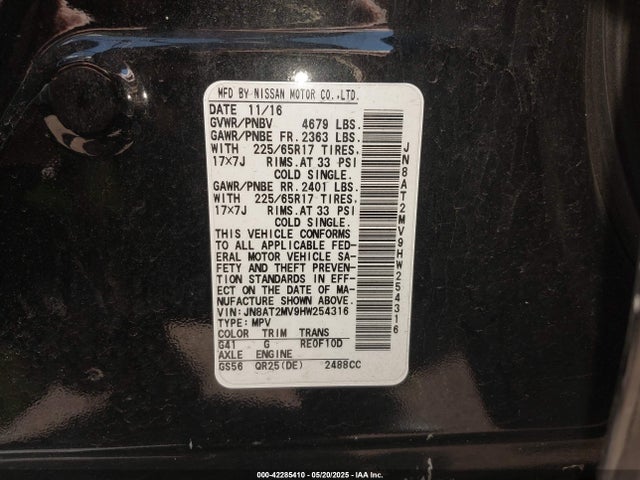 MFD BY NISSAN MOTOR CO.,LTD.
DATE 11/16
GVWR/PNBV 4679 LBS.
GAWR/PNBE FR. 2363 LBS.
WITH 225/65R17 TIRES.
17×7J RIMS.AT 33 PSI
COLD SINGLE.
GAWR/PNBE RR. 2401 LBS.
WITH 225/65R17 TIRES.
17×7J RIMS.AT 33 PSI
COLD SINGLE.
THIS VEHICLE CONFORMS
TO ALL APPLICABLE FED-
ERAL MOTOR VEHICLE SA-
FETY AND THEFT PREVEN-
TION STANDARDS IN EFF-
ECT ON THE DATE OF MA-
NUFACTURE SHOWN ABOVE.
VIN:JN8AT2MV9HW254316
TYPE:MPV
COLOR TRIM TRANS
G41 G RE0F10D
AXLE ENGINE
GS56 QR25(DE) 2488CC
JN8AT2MV9HW254316
000-42285410 • 05/20/2025 • IAA Inc.